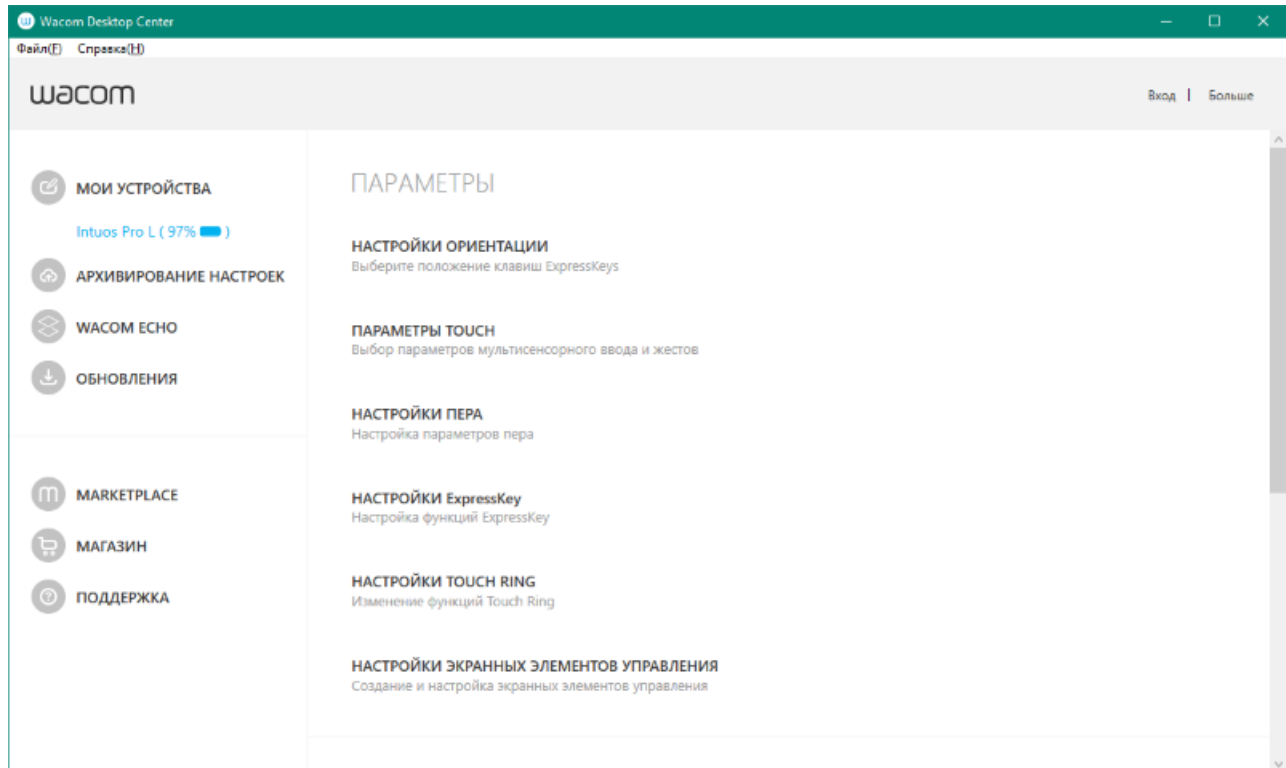 Wacom Desktop Center
Файл(F) Справка(H)
wacom
Вход | Больше
МОИ УСТРОЙСТВА
Intuos Pro L ( 97% )
АРХИВИРОВАНИЕ НАСТРОЕК
WACOM ECHO
ОБНОВЛЕНИЯ
MARKETPLACE
МАГАЗИН
ПОДДЕРЖКА
ПАРАМЕТРЫ
НАСТРОЙКИ ОРИЕНТАЦИИ
Выберите положение клавиш ExpressKeys
ПАРАМЕТРЫ TOUCH
Выбор параметров мультисенсорного ввода и жестов
НАСТРОЙКИ ПЕРА
Настройка параметров пера
НАСТРОЙКИ ExpressKey
Настройка функций ExpressKey
НАСТРОЙКИ TOUCH RING
Изменение функций Touch Ring
НАСТРОЙКИ ЭКРАННЫХ ЭЛЕМЕНТОВ УПРАВЛЕНИЯ
Создание и настройка экранных элементов управления